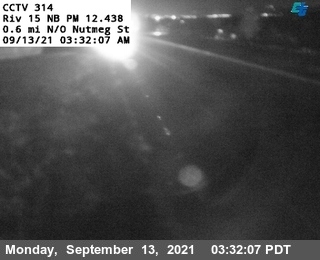 CCTV 314
Riv 15 NB PM 12.438
0.6 mi N/O Nutmeg St
09/13/21 03:32:07 AM
Monday, September 13, 2021 03:32:07 PDT